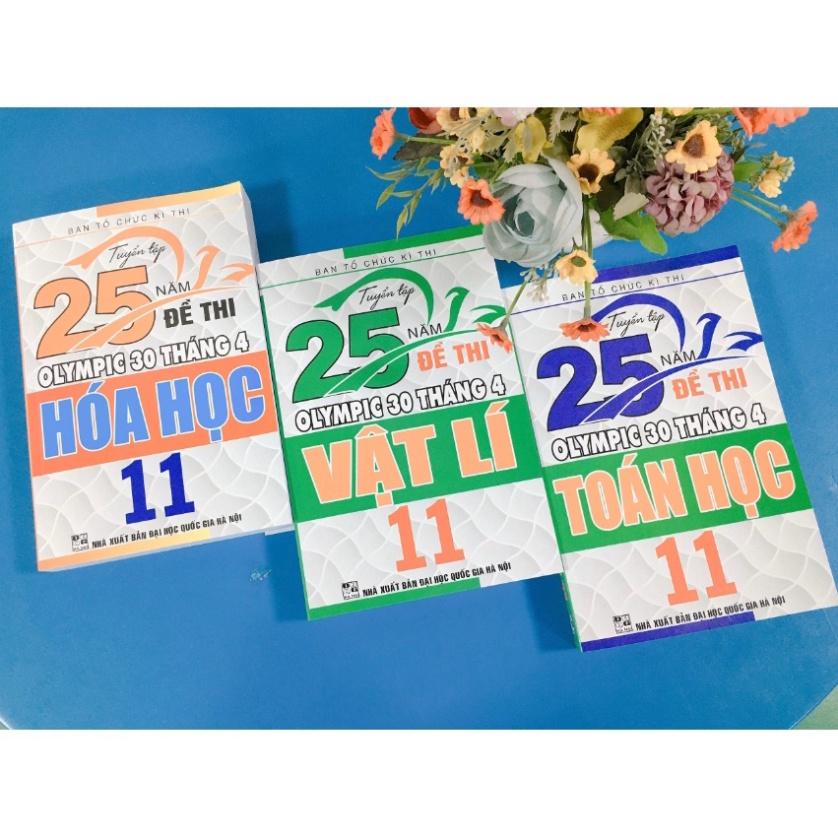 BAN TỔ CHỨC KÌ THI
Tuyển tập
25 NĂM
ĐỀ THI
OLYMPIC 30 THÁNG 4
HÓA HỌC
11
NHÀ XUẤT BẢN ĐẠI HỌC QUỐC GIA HÀ NỘI
BAN TỔ CHỨC KÌ THI
Tuyển tập
25 NĂM
ĐỀ THI
OLYMPIC 30 THÁNG 4
VẬT LÍ
11
NHÀ XUẤT BẢN ĐẠI HỌC QUỐC GIA HÀ NỘI
BAN TỔ CHỨC KÌ THI
Tuyển tập
25 NĂM
ĐỀ THI
OLYMPIC 30 THÁNG 4
TOÁN HỌC
11
NHÀ XUẤT BẢN ĐẠI HỌC QUỐC GIA HÀ NỘI